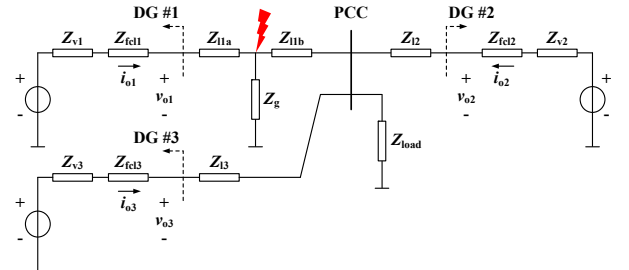 DG #1 PCC DG #2
Zv1 Zfcl1 Zl1a Zl1b Zl2 Zfcl2 Zv2
+ io1 + io2 + +
vo1 Zg vo2
- - - -
DG #3 Zload
Zv3 Zfcl3 Zl3
+ io3 +
vo3
- -